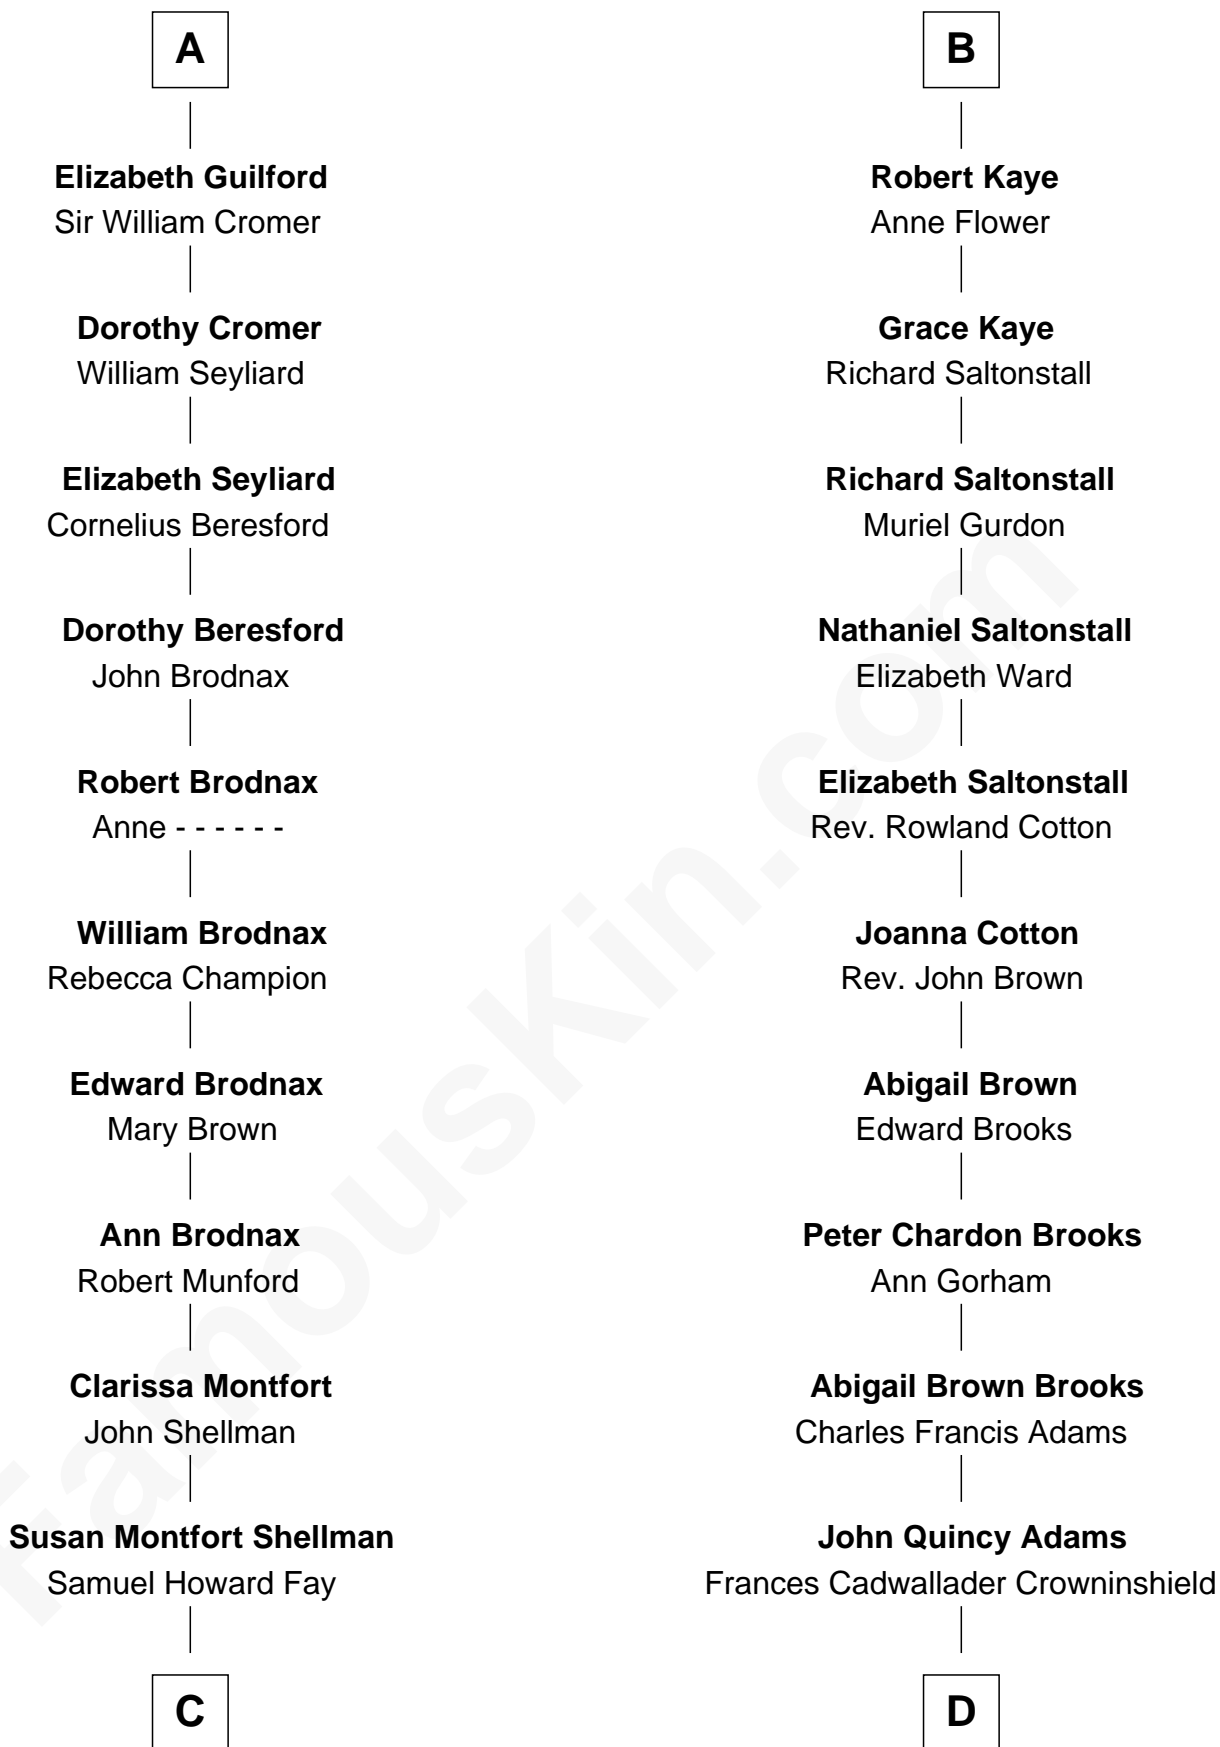 A
Elizabeth Guilford
Sir William Cromer
Dorothy Cromer
William Seyliard
Elizabeth Seyliard
Cornelius Beresford
Dorothy Beresford
John Brodnax
Robert Brodnax
Anne - - - - - -
William Brodnax
Rebecca Champion
Edward Brodnax
Mary Brown
Ann Brodnax
Robert Munford
Clarissa Montfort
John Shellman
Susan Montfort Shellman
Samuel Howard Fay
C
B
Robert Kaye
Anne Flower
Grace Kaye
Richard Saltonstall
Richard Saltonstall
Muriel Gurdon
Nathaniel Saltonstall
Elizabeth Ward
Elizabeth Saltonstall
Rev. Rowland Cotton
Joanna Cotton
Rev. John Brown
Abigail Brown
Edward Brooks
Peter Chardon Brooks
Ann Gorham
Abigail Brown Brooks
Charles Francis Adams
John Quincy Adams
Frances Cadwallader Crowninshield
D
FamousKin.com